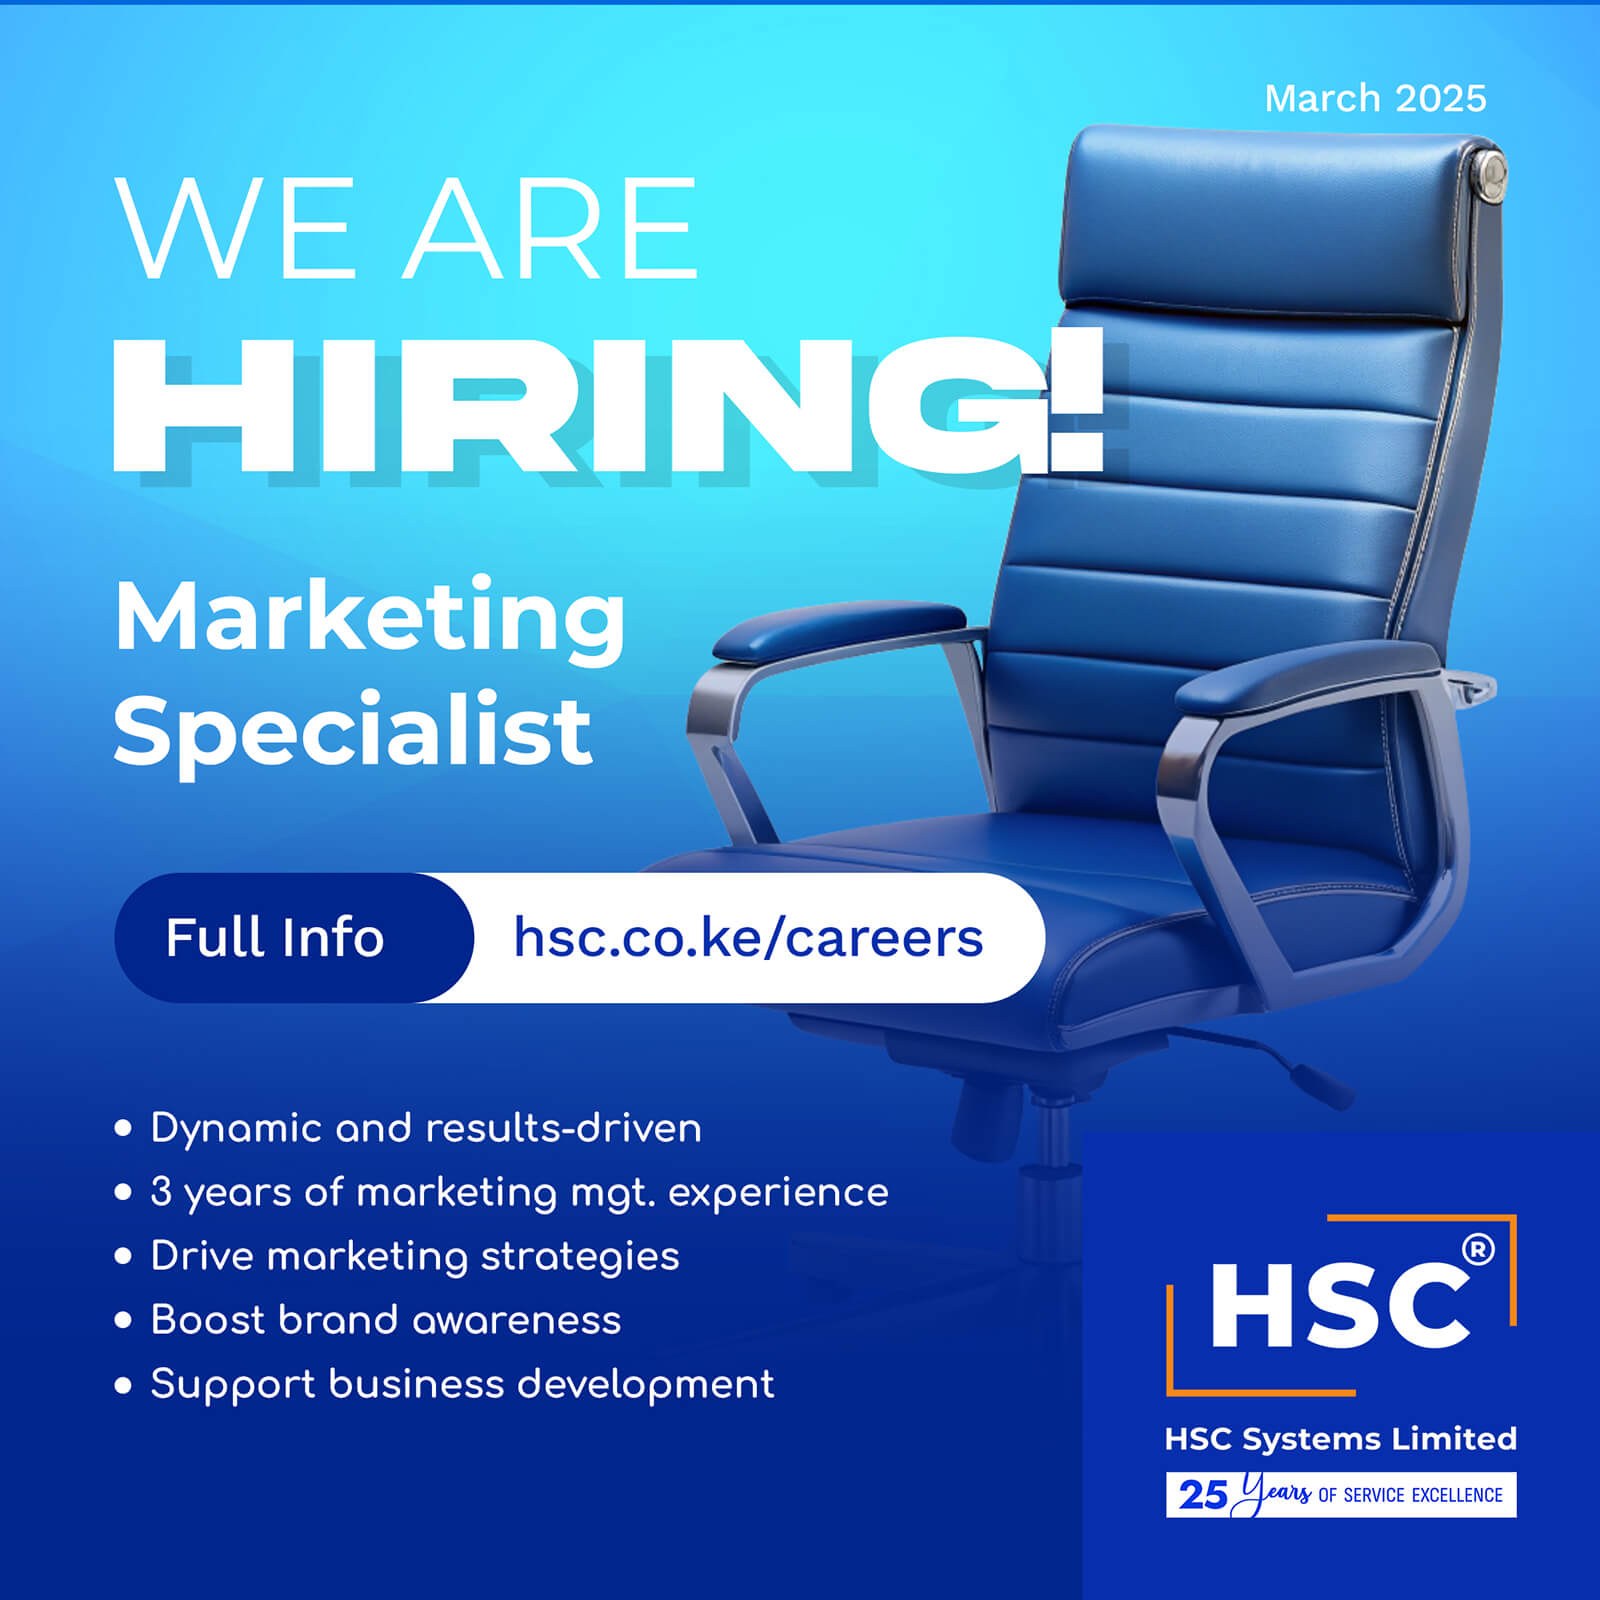 March 2025
WE ARE
HIRING!
Marketing
Specialist
Full Info hsc.co.ke/careers
• Dynamic and results-driven
• 3 years of marketing mgt. experience
• Drive marketing strategies
• Boost brand awareness
• Support business development
HSC®
HSC Systems Limited
25 Years OF SERVICE EXCELLENCE